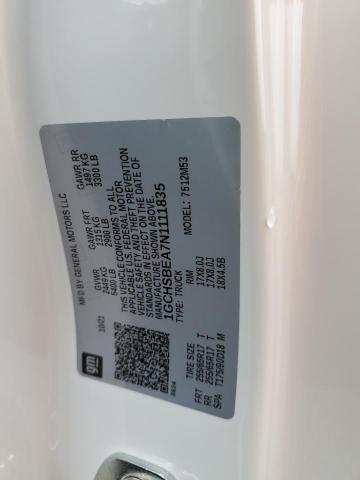 gm
MFD BY GENERAL MOTORS LLC
10/21
GVWR
2449 KG
5400 LB
GAWR FRT
1315 KG
2900 LB
GAWR RR
1497 KG
3300 LB
THIS VEHICLE CONFORMS TO ALL
APPLICABLE U.S. FEDERAL MOTOR
VEHICLE SAFETY AND THEFT PREVENTION
STANDARDS IN EFFECT ON THE DATE OF
MANUFACTURE SHOWN ABOVE.
1GCHSBEA7N1111835
TYPE: TRUCK
MODEL: 7512M53
TIRE SIZE RIM
FRT 255/65R17 T 17X8.0J
RR 255/65R17 T 17X8.0J
SPA T175/90D18 M 18X4.5B